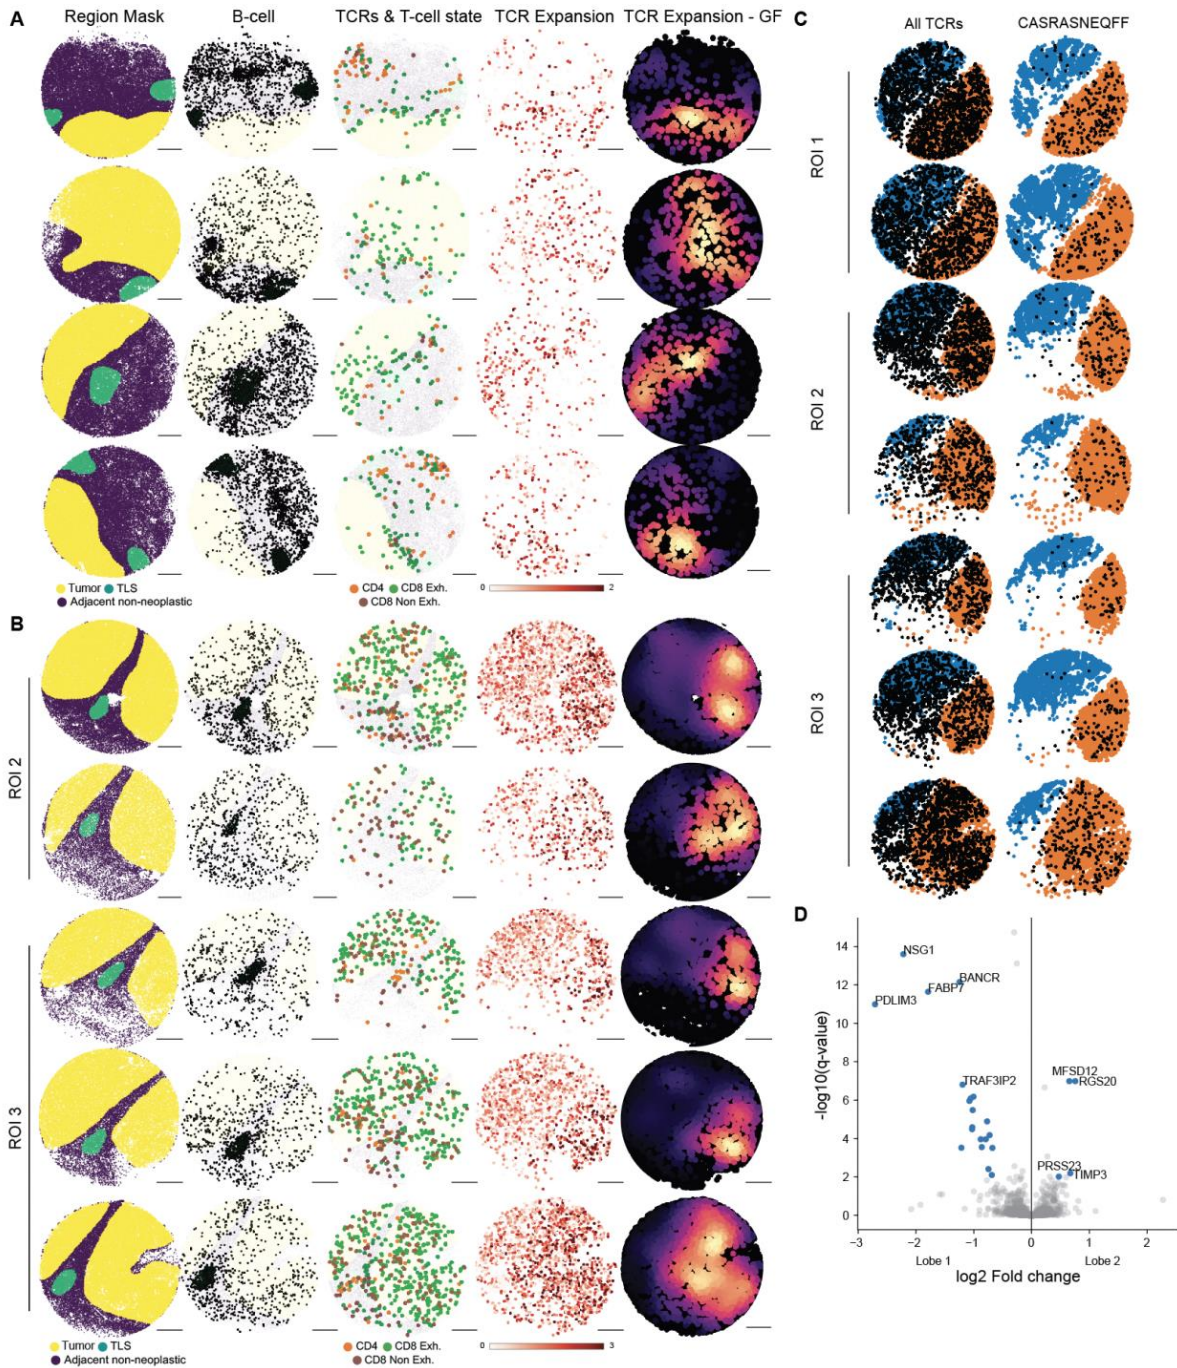 A
Region Mask
B-cell
TCRs & T-cell state
TCR Expansion
TCR Expansion - GF
Tumor
TLS
Adjacent non-neoplastic
CD4
CD8 Exh.
CD8 Non Exh.
0
2
B
ROI 2
ROI 3
Tumor
TLS
Adjacent non-neoplastic
CD4
CD8 Exh.
CD8 Non Exh.
0
3
C
All TCRs
CASRASNEQFF
ROI 1
ROI 2
ROI 3
D
14
12
10
8
6
4
2
0
-log10(q-value)
NSG1
BANCR
FABP7
PDLIM3
TRAF3IP2
MFSD12
RGS20
PRSS23
TIMP3
−3
−2
−1
0
1
2
Lobe 1
Lobe 2
log2 Fold change